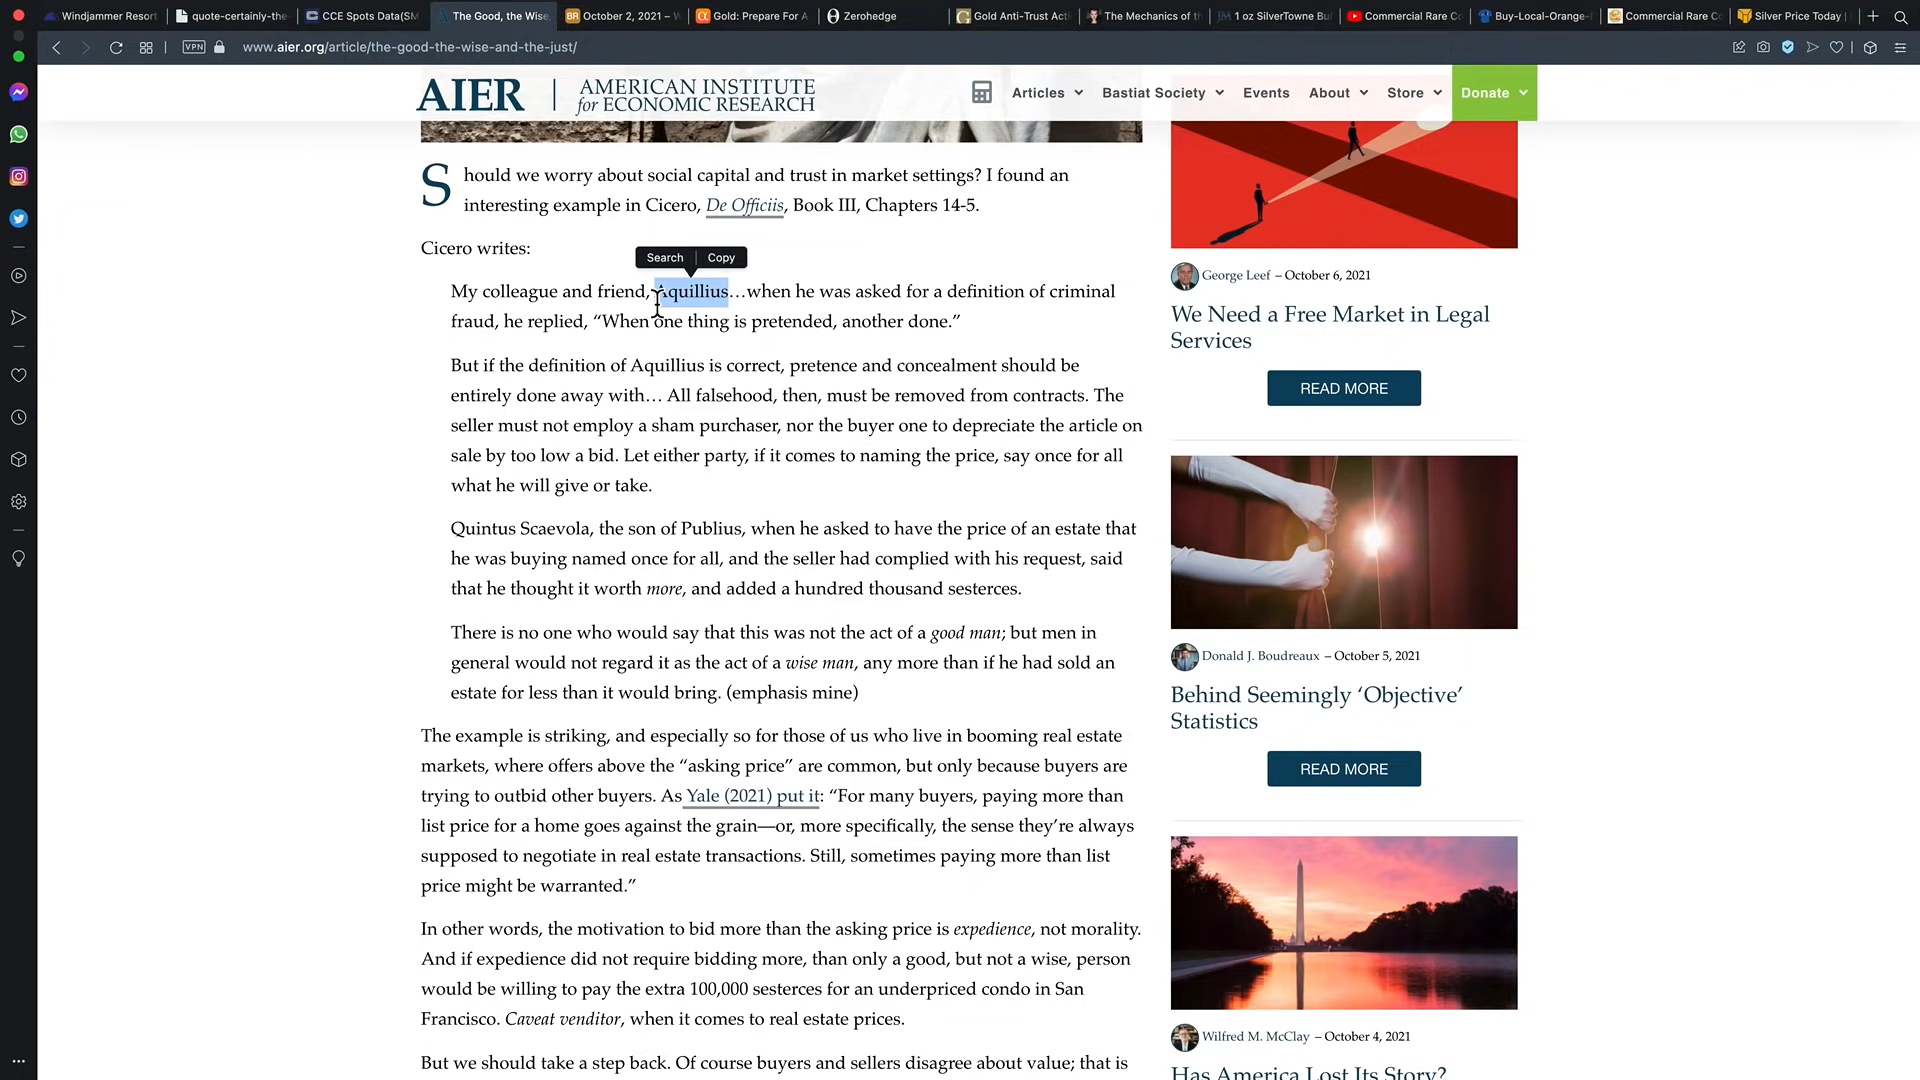 Windjammer Resort
quote-certainly-the-
CCE Spots Data(SM
The Good, the Wise,
October 2, 2021 –
Gold: Prepare For A
Zerohedge
Gold Anti-Trust Acti
The Mechanics of th
1 oz SilverTowne Bu
Commercial Rare Co
Buy-Local-Orange-
Commercial Rare Co
Silver Price Today |
VPN
www.aier.org/article/the-good-the-wise-and-the-just/
AIER
AMERICAN INSTITUTE
for ECONOMIC RESEARCH
Articles
Bastiat Society
Events
About
Store
Donate
Should we worry about social capital and trust in market settings? I found an
interesting example in Cicero, De Officiis, Book III, Chapters 14-5.
Cicero writes:
Search
Copy
My colleague and friend, Aquillius…when he was asked for a definition of criminal
fraud, he replied, “When one thing is pretended, another done.”
But if the definition of Aquillius is correct, pretence and concealment should be
entirely done away with… All falsehood, then, must be removed from contracts. The
seller must not employ a sham purchaser, nor the buyer one to depreciate the article on
sale by too low a bid. Let either party, if it comes to naming the price, say once for all
what he will give or take.
Quintus Scaevola, the son of Publius, when he asked to have the price of an estate that
he was buying named once for all, and the seller had complied with his request, said
that he thought it worth more, and added a hundred thousand sesterces.
There is no one who would say that this was not the act of a good man; but men in
general would not regard it as the act of a wise man, any more than if he had sold an
estate for less than it would bring. (emphasis mine)
The example is striking, and especially so for those of us who live in booming real estate
markets, where offers above the “asking price” are common, but only because buyers are
trying to outbid other buyers. As Yale (2021) put it: “For many buyers, paying more than
list price for a home goes against the grain—or, more specifically, the sense they’re always
supposed to negotiate in real estate transactions. Still, sometimes paying more than list
price might be warranted.”
In other words, the motivation to bid more than the asking price is expedience, not morality.
And if expedience did not require bidding more, than only a good, but not a wise, person
would be willing to pay the extra 100,000 sesterces for an underpriced condo in San
Francisco. Caveat venditor, when it comes to real estate prices.
But we should take a step back. Of course buyers and sellers disagree about value; that is
George Leef – October 6, 2021
We Need a Free Market in Legal
Services
READ MORE
Donald J. Boudreaux – October 5, 2021
Behind Seemingly ‘Objective’
Statistics
READ MORE
Wilfred M. McClay – October 4, 2021
Has America Lost Its Story?